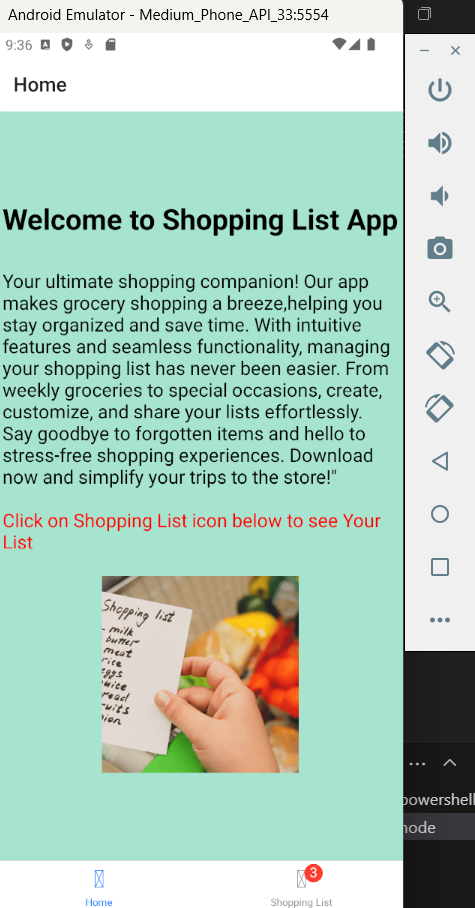 Android Emulator - Medium_Phone_API_33:5554
9:36
Home
Welcome to Shopping List App
Your ultimate shopping companion! Our app
makes grocery shopping a breeze,helping you
stay organized and save time. With intuitive
features and seamless functionality, managing
your shopping list has never been easier. From
weekly groceries to special occasions, create,
customize, and share your lists effortlessly.
Say goodbye to forgotten items and hello to
stress-free shopping experiences. Download
now and simplify your trips to the store!"
Click on Shopping List icon below to see Your
List
Shopping list
- milk
butter
meat
rice
eggs
juice
read
ruits
ion
powershell
node
3
Home
Shopping List